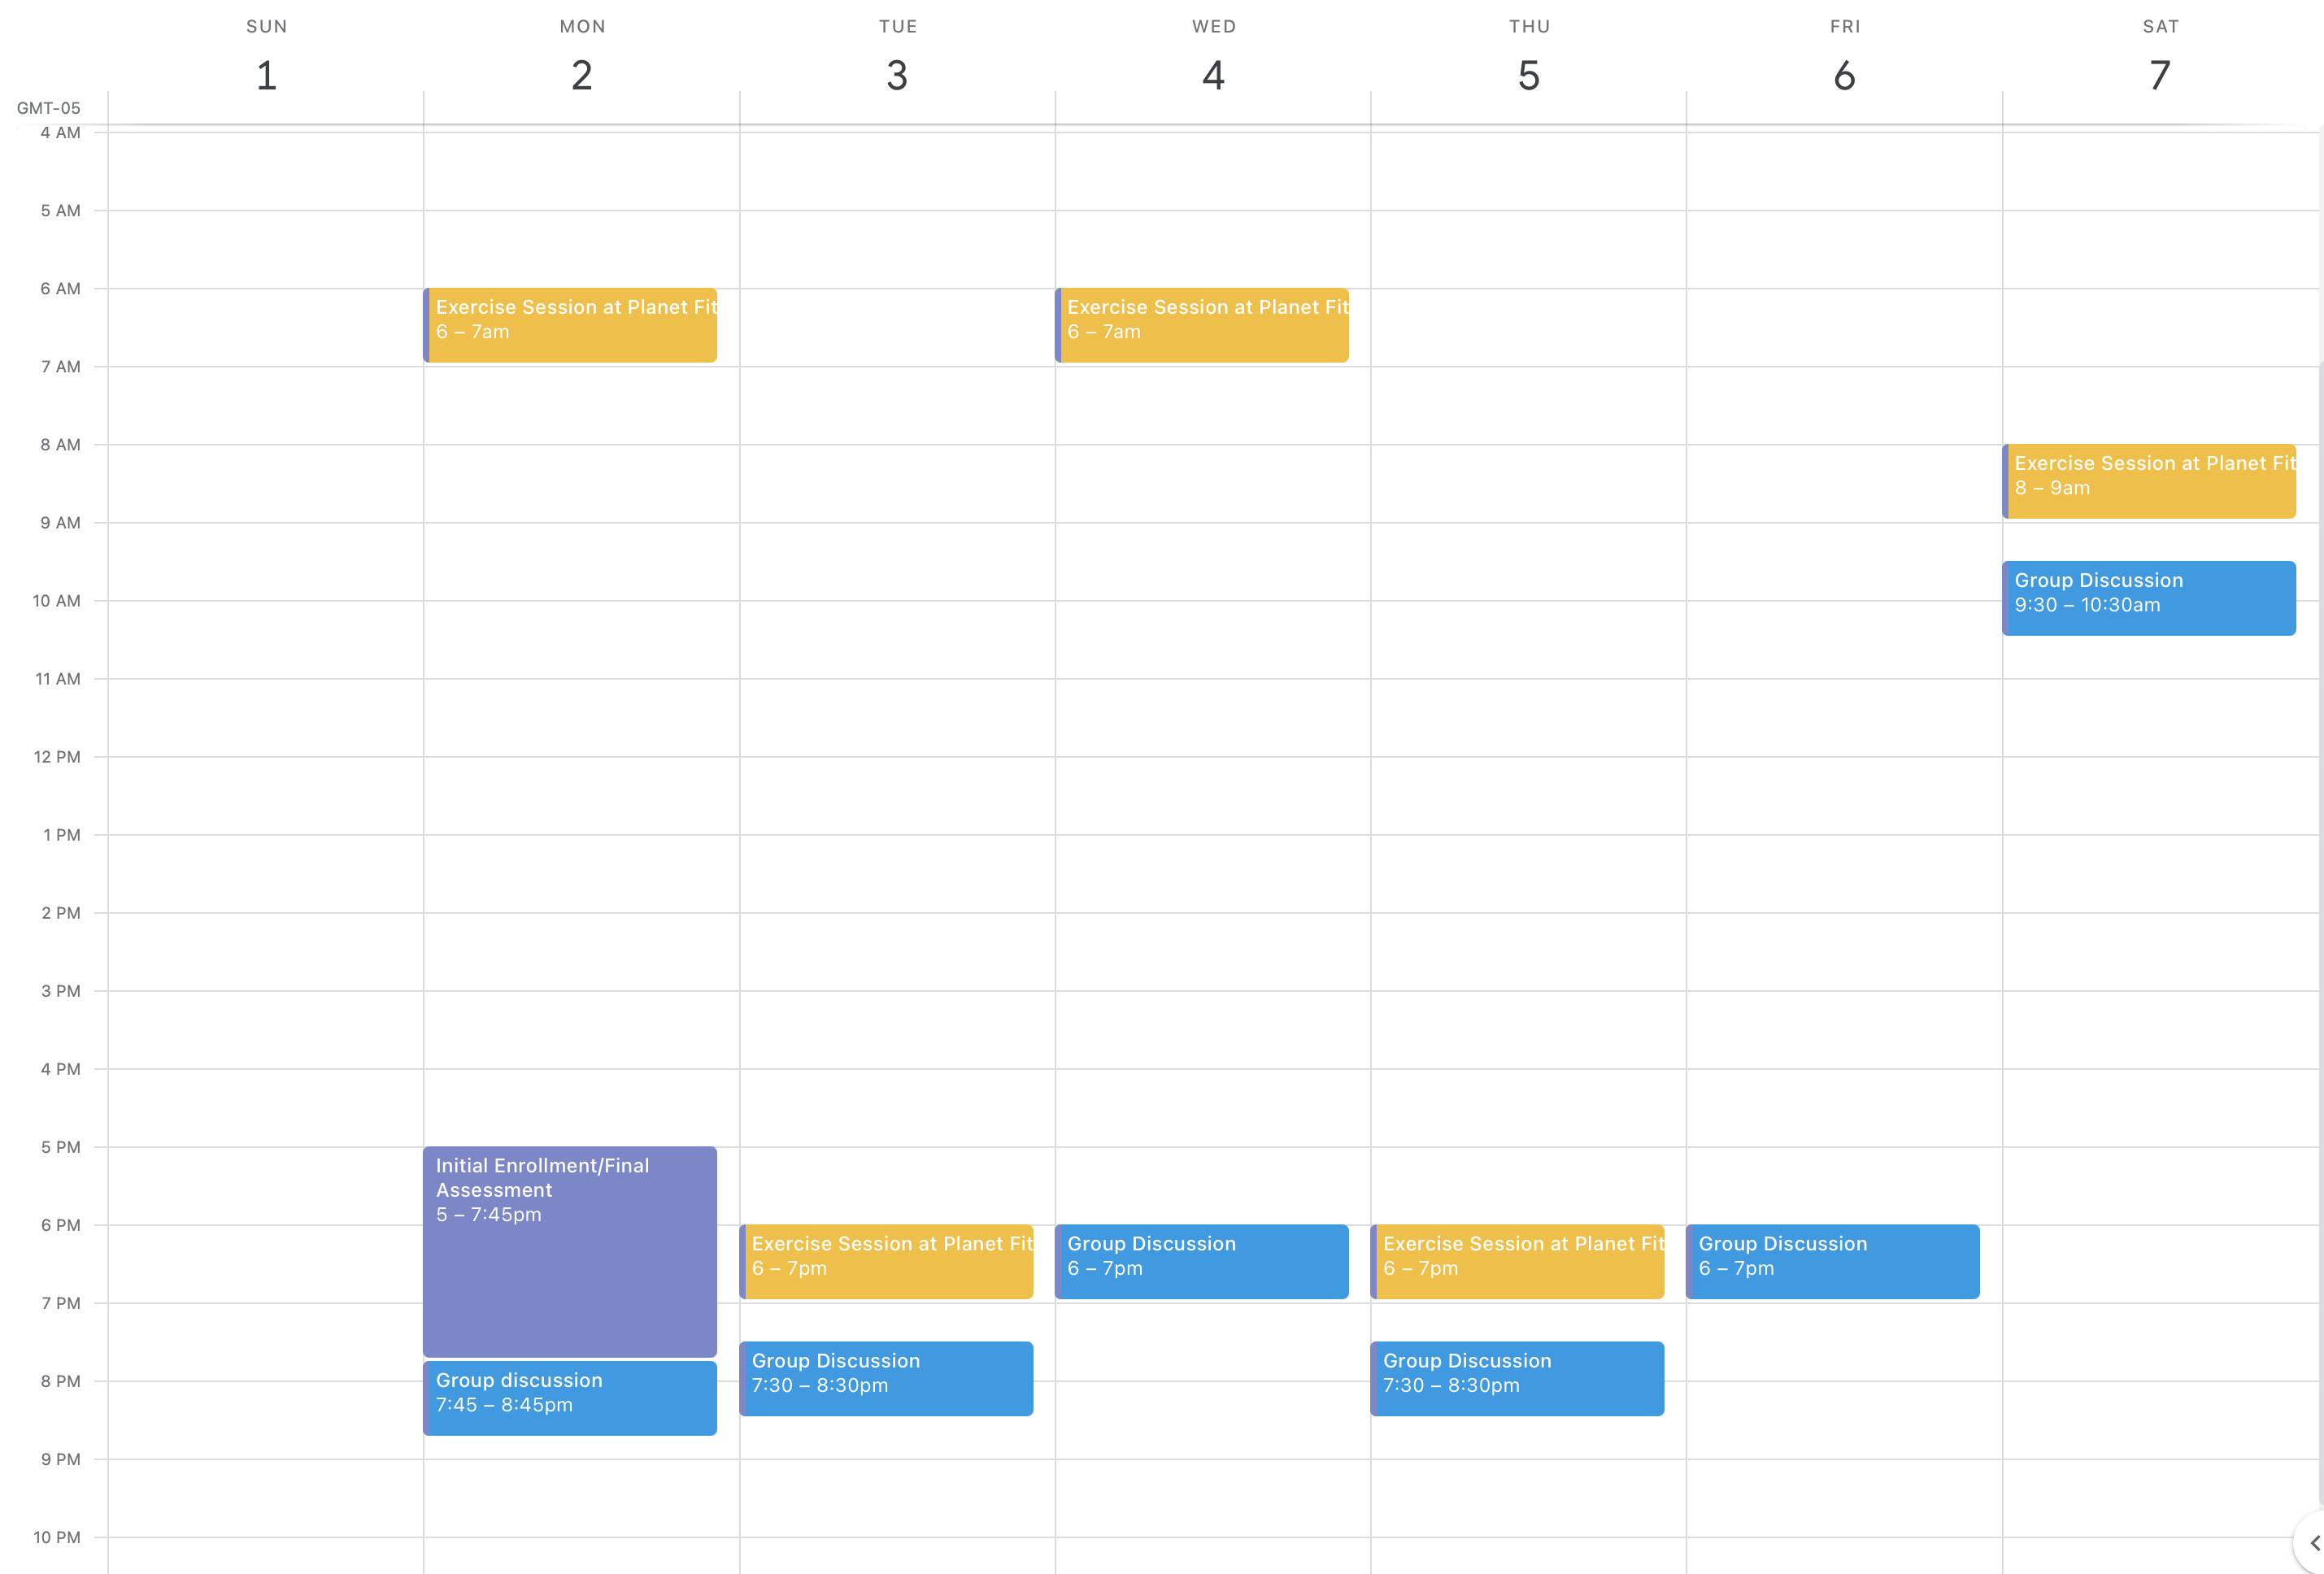 SUN
MON
TUE
WED
THU
FRI
SAT
1
2
3
4
5
6
7
GMT-05
4 AM
5 AM
6 AM
Exercise Session at Planet Fit
6 – 7am
Exercise Session at Planet Fit
6 – 7am
7 AM
8 AM
Exercise Session at Planet Fit
8 – 9am
9 AM
Group Discussion
9:30 – 10:30am
10 AM
11 AM
12 PM
1 PM
2 PM
3 PM
4 PM
5 PM
Initial Enrollment/Final
Assessment
5 – 7:45pm
6 PM
Exercise Session at Planet Fit
6 – 7pm
Group Discussion
6 – 7pm
Exercise Session at Planet Fit
6 – 7pm
Group Discussion
6 – 7pm
7 PM
Group Discussion
7:30 – 8:30pm
Group Discussion
7:30 – 8:30pm
8 PM
Group discussion
7:45 – 8:45pm
9 PM
10 PM